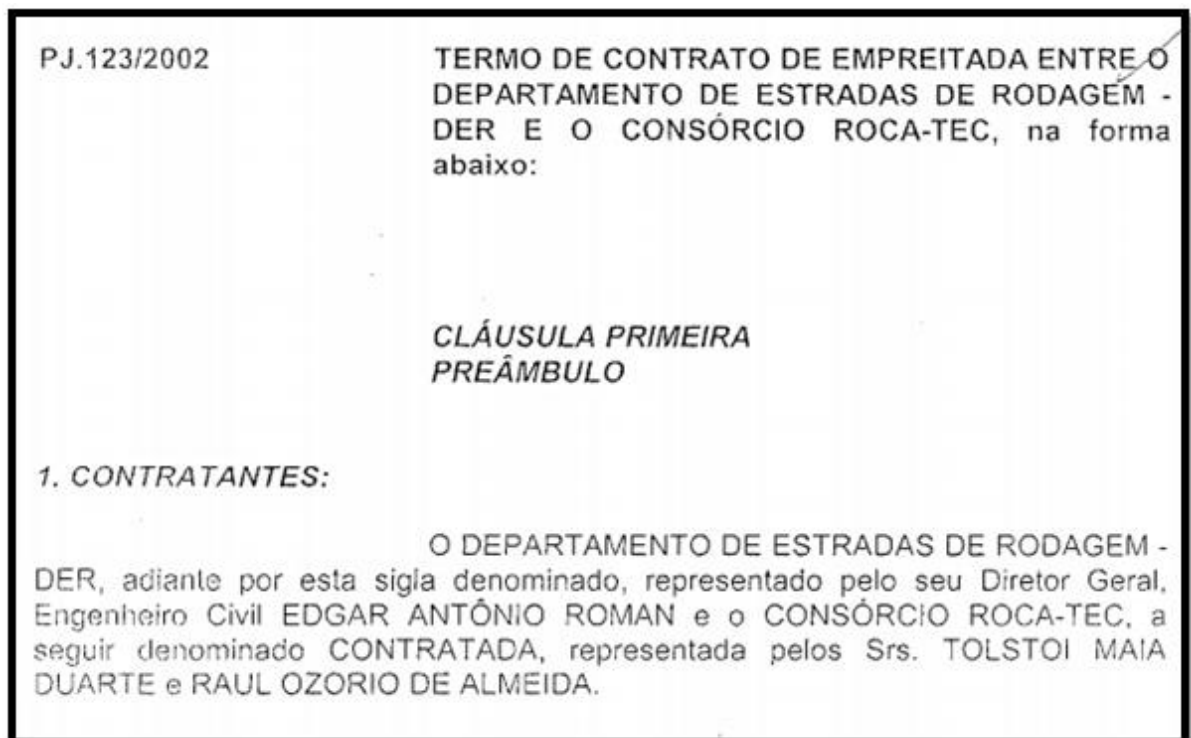 PJ.123/2002
TERMO DE CONTRATO DE EMPREITADA ENTRE O
DEPARTAMENTO DE ESTRADAS DE RODAGEM -
DER E O CONSÓRCIO ROCA-TEC, na forma
abaixo:
CLÁUSULA PRIMEIRA
PREÂMBULO
1. CONTRATANTES:
O DEPARTAMENTO DE ESTRADAS DE RODAGEM -
DER, adiante por esta sigla denominado, representado pelo seu Diretor Geral,
Engenheiro Civil EDGAR ANTÔNIO ROMAN e o CONSÓRCIO ROCA-TEC, a
seguir denominado CONTRATADA, representada pelos Srs. TOLSTOI MAIA
DUARTE e RAUL OZORIO DE ALMEIDA.